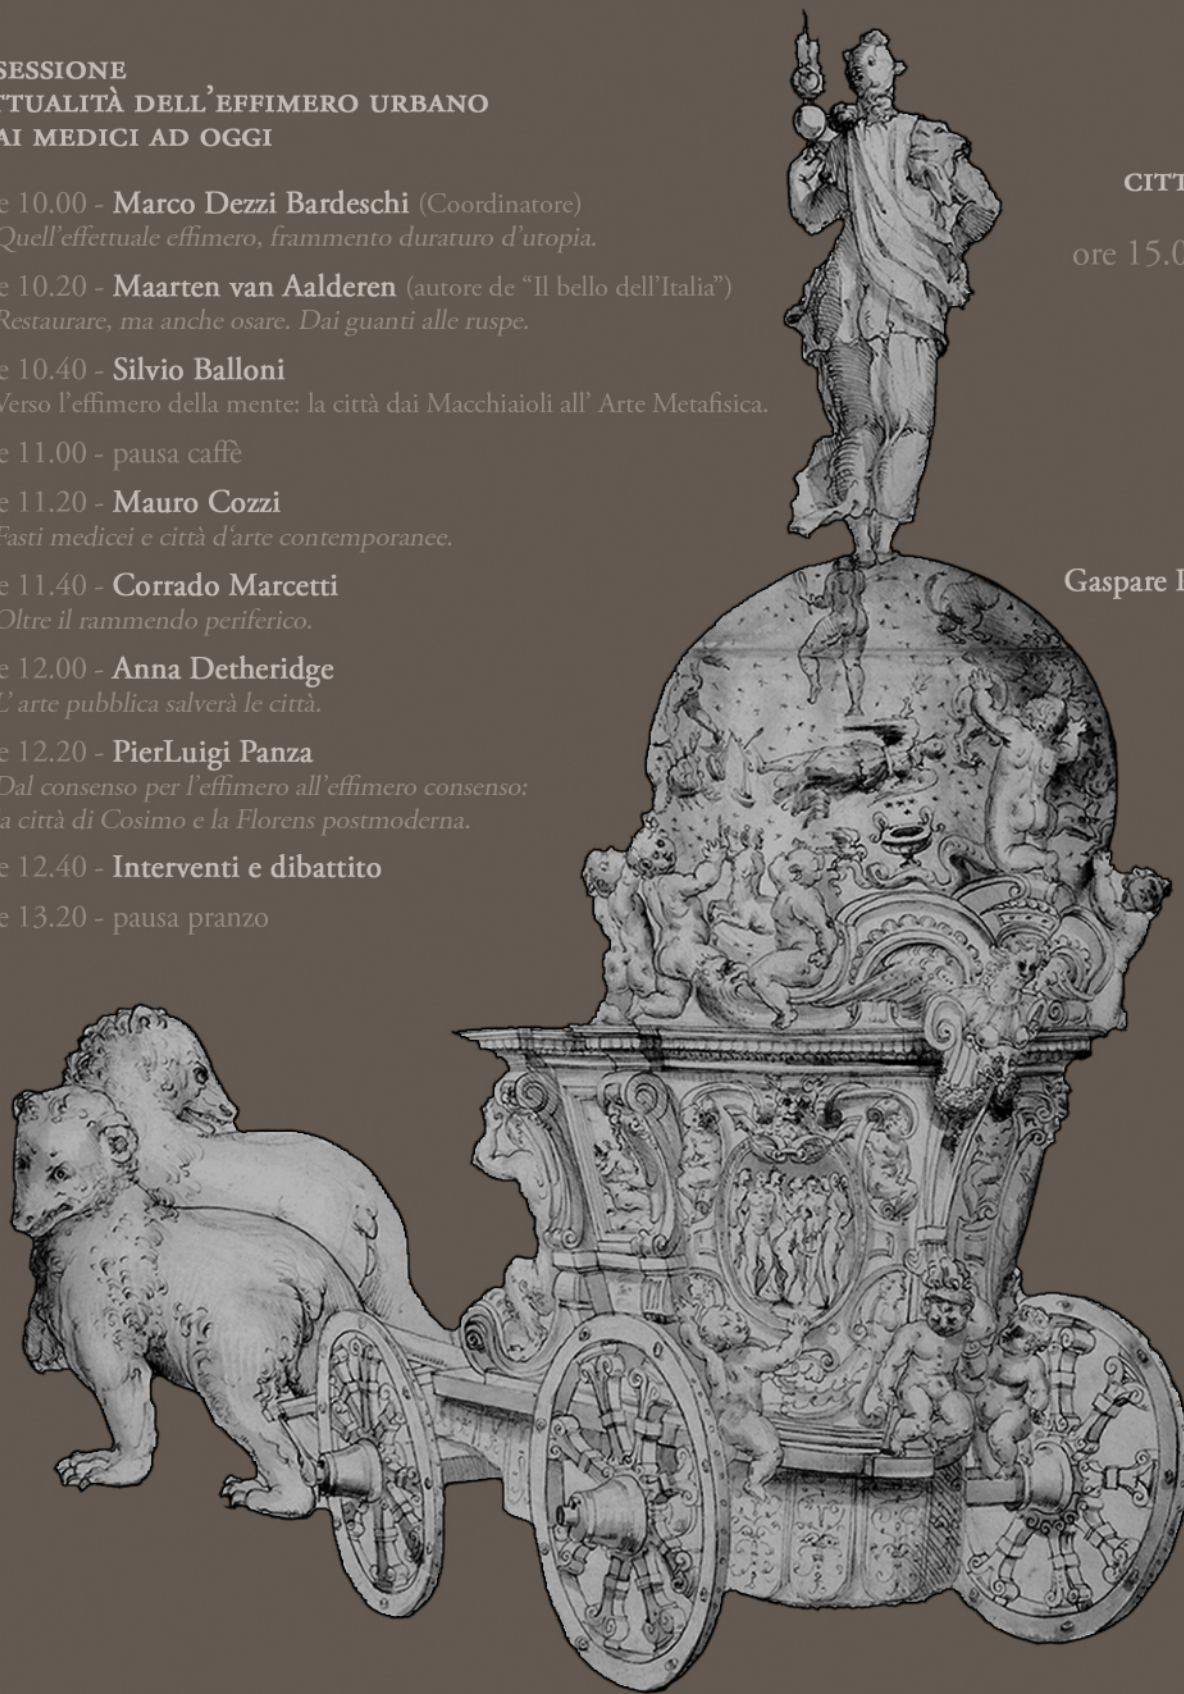 SESSIONE
TTUALITÀ DELL'EFFIMERO URBANO
AI MEDICI AD OGGI
e 10.00 - Marco Dezzi Bardeschi (Coordinatore)
Quell'effettuale effimero, frammento duraturo d'utopia.
e 10.20 - Maarten van Aalderen (autore de “Il bello dell'Italia”)
Restaurare, ma anche osare. Dai guanti alle ruspe.
e 10.40 - Silvio Balloni
Verso l'effimero della mente: la città dai Macchiaioli all' Arte Metafisica.
e 11.00 - pausa caffè
e 11.20 - Mauro Cozzi
Fasti medicei e città d'arte contemporanee.
e 11.40 - Corrado Marcetti
Oltre il rammendo periferico.
e 12.00 - Anna Detheridge
L' arte pubblica salverà le città.
e 12.20 - PierLuigi Panza
Dal consenso per l'effimero all'effimero consenso:
la città di Cosimo e la Florens postmoderna.
e 12.40 - Interventi e dibattito
e 13.20 - pausa pranzo
CITT
ore 15.0
Gaspare